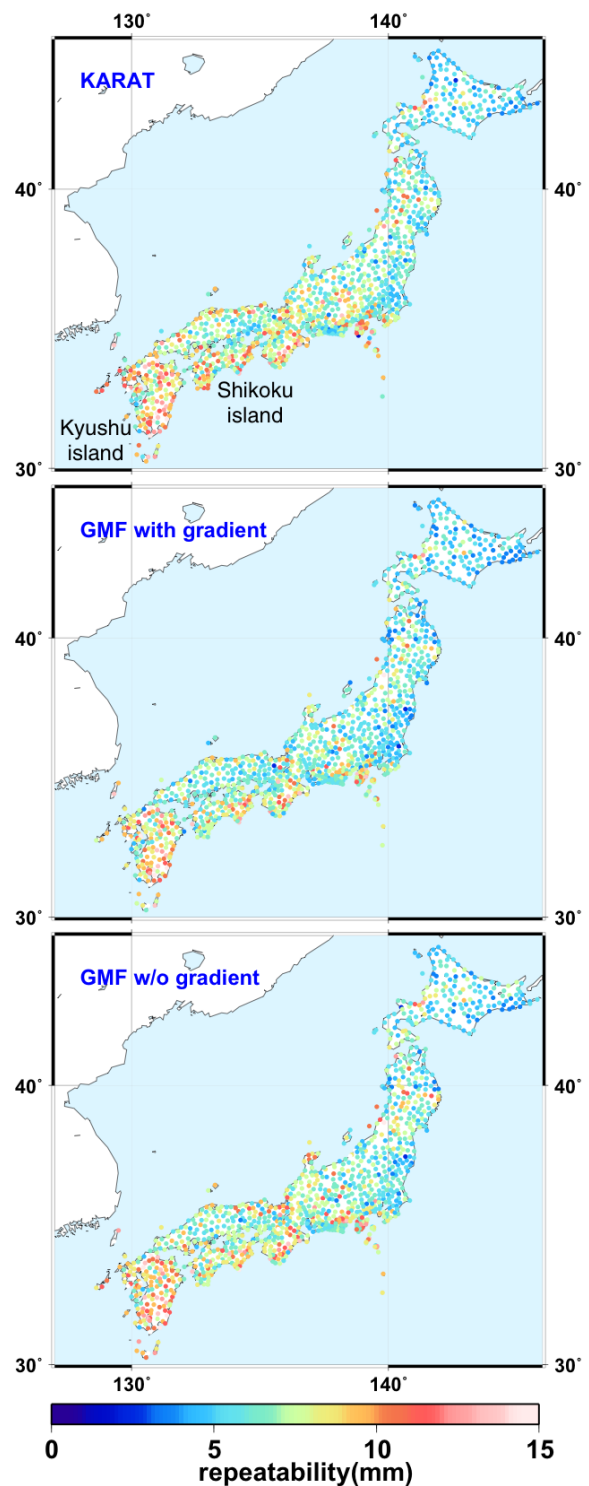 130° 140°
KARAT
40° 40°
Shikoku
island
Kyushu
island
30° 30°
GMF with gradient
40° 40°
30° 30°
GMF w/o gradient
40° 40°
30° 30°
130° 140°
0 5 10 15
repeatability(mm)